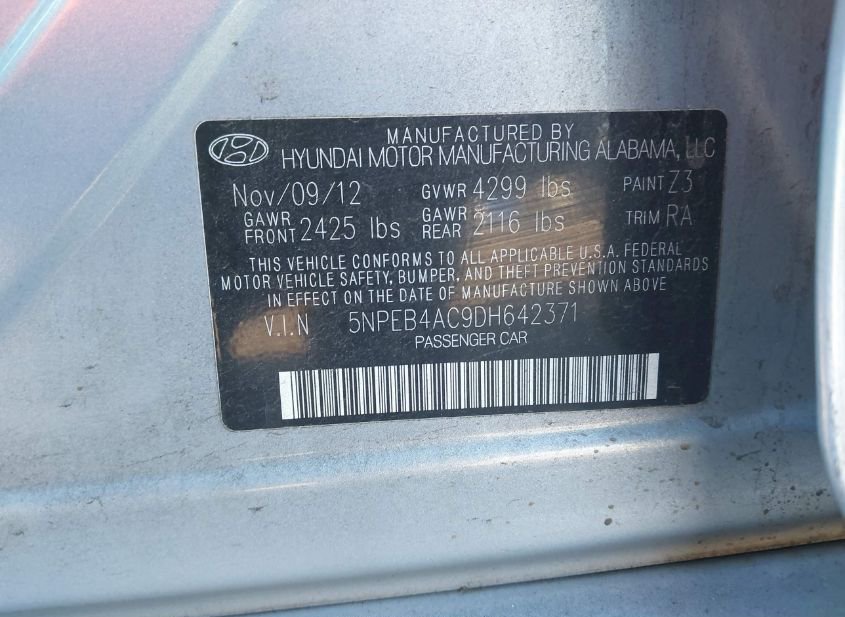 MANUFACTURED BY
HYUNDAI MOTOR MANUFACTURING ALABAMA, LLC
Nov/09/12 GVWR 4299 lbs PAINT Z3
GAWR FRONT 2425 lbs GAWR REAR 2116 lbs TRIM RA
THIS VEHICLE CONFORMS TO ALL APPLICABLE U.S.A. FEDERAL
MOTOR VEHICLE SAFETY, BUMPER, AND THEFT PREVENTION STANDARDS
IN EFFECT ON THE DATE OF MANUFACTURE SHOWN ABOVE
V.I.N 5NPEB4AC9DH642371
PASSENGER CAR